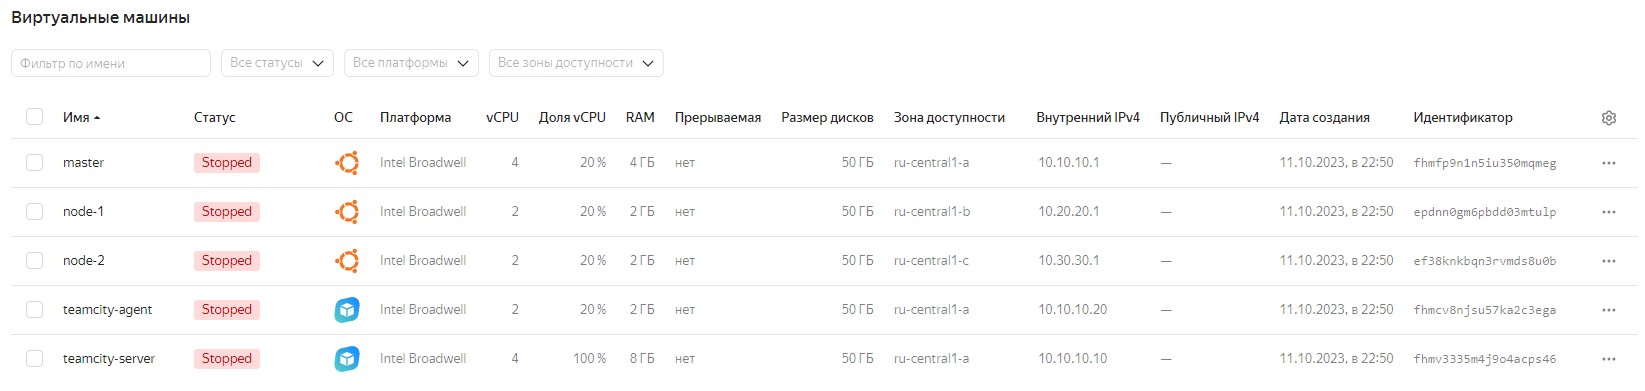 Виртуальные машины
Фильтр по имени Все статусы Все платформы Все зоны доступности
Имя Статус ОС Платформа vCPU Доля vCPU RAM Прерываемая Размер дисков Зона доступности Внутренний IPv4 Публичный IPv4 Дата создания Идентификатор
master Stopped Intel Broadwell 4 20 % 4 ГБ нет 50 ГБ ru-central1-a 10.10.10.1 — 11.10.2023, в 22:50 fhmfp9n1n5iu350mqmeg
node-1 Stopped Intel Broadwell 2 20 % 2 ГБ нет 50 ГБ ru-central1-b 10.20.20.1 — 11.10.2023, в 22:50 epdnn0gm6pbdd03mtulp
node-2 Stopped Intel Broadwell 2 20 % 2 ГБ нет 50 ГБ ru-central1-c 10.30.30.1 — 11.10.2023, в 22:50 ef38knkbqn3rvmds8u0b
teamcity-agent Stopped Intel Broadwell 2 20 % 2 ГБ нет 50 ГБ ru-central1-a 10.10.10.20 — 11.10.2023, в 22:50 fhmcv8njsu57ka2c3ega
teamcity-server Stopped Intel Broadwell 4 100 % 8 ГБ нет 50 ГБ ru-central1-a 10.10.10.10 — 11.10.2023, в 22:50 fhmv3335m4j9o4acps46